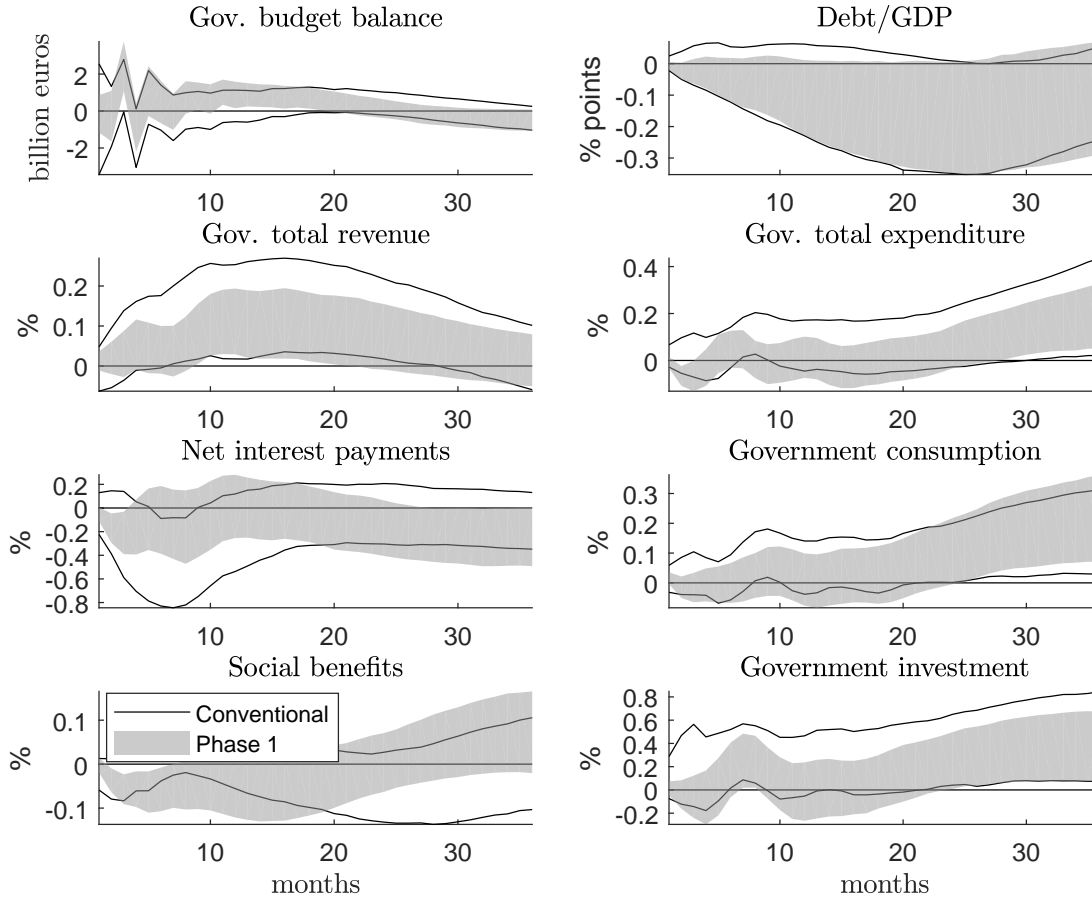 Gov. budget balance
billion euros
2
0
-2
10 20 30
Debt/GDP
% points
0
-0.1
-0.2
-0.3
10 20 30
Gov. total revenue
%
0.2
0.1
0
10 20 30
Gov. total expenditure
%
0.4
0.2
0
10 20 30
Net interest payments
%
0.2
0
-0.2
-0.4
-0.6
-0.8
10 20 30
Government consumption
%
0.3
0.2
0.1
0
10 20 30
Social benefits
%
0.1
0
-0.1
Conventional
Phase 1
10 20 30
months
Government investment
%
0.8
0.6
0.4
0.2
0
-0.2
10 20 30
months